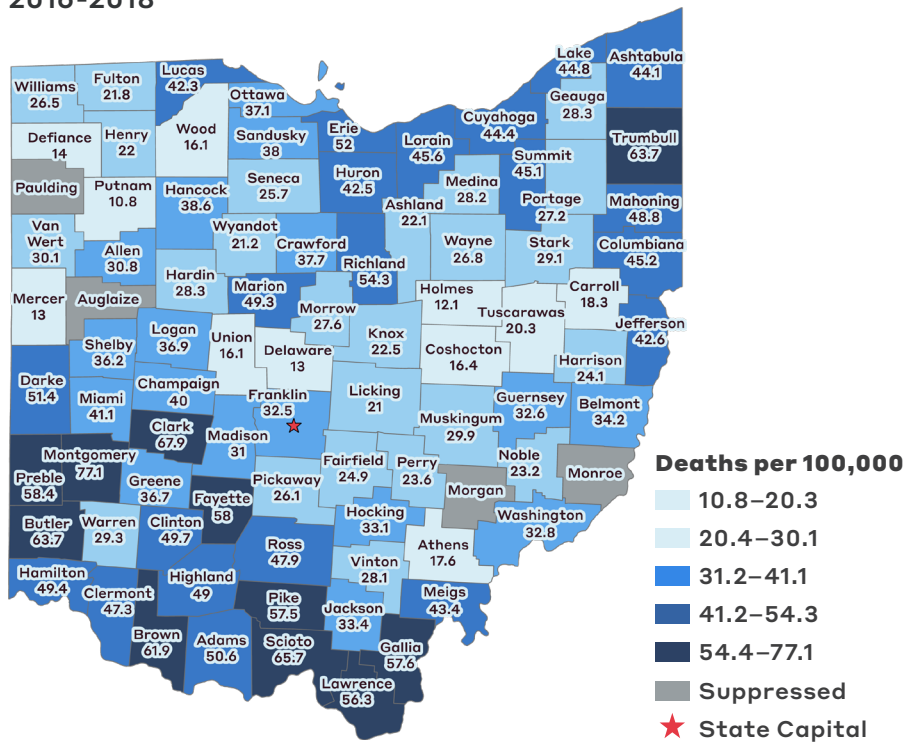 2016-2018
Lake
44.8
Ashtabula
44.1
Williams
26.5
Fulton
21.8
Lucas
42.3
Ottawa
37.1
Geauga
28.3
Cuyahoga
44.4
Defiance
14
Henry
22
Wood
16.1
Sandusky
38
Erie
52
Lorain
45.6
Trumbull
63.7
Summit
45.1
Paulding
Putnam
10.8
Hancock
38.6
Seneca
25.7
Huron
42.5
Medina
28.2
Portage
27.2
Mahoning
48.8
Ashland
22.1
Van
Wert
30.1
Allen
30.8
Wyandot
21.2
Crawford
37.7
Richland
54.3
Wayne
26.8
Stark
29.1
Columbiana
45.2
Mercer
13
Auglaize
Hardin
28.3
Marion
49.3
Morrow
27.6
Holmes
12.1
Tuscarawas
20.3
Carroll
18.3
Jefferson
42.6
Shelby
36.2
Logan
36.9
Union
16.1
Delaware
13
Knox
22.5
Coshocton
16.4
Harrison
24.1
Darke
51.4
Miami
41.1
Champaign
40
Franklin
32.5
Licking
21
Muskingum
29.9
Guernsey
32.6
Belmont
34.2
Clark
67.9
Madison
31
Montgomery
77.1
Preble
58.4
Greene
36.7
Fayette
58
Pickaway
26.1
Fairfield
24.9
Perry
23.6
Morgan
Noble
23.2
Monroe
Butler
63.7
Warren
29.3
Clinton
49.7
Ross
47.9
Hocking
33.1
Athens
17.6
Washington
32.8
Hamilton
49.4
Clermont
47.3
Highland
49
Pike
57.5
Vinton
28.1
Jackson
33.4
Meigs
43.4
Brown
61.9
Adams
50.6
Scioto
65.7
Gallia
57.6
Lawrence
56.3
Deaths per 100,000
10.8–20.3
20.4–30.1
31.2–41.1
41.2–54.3
54.4–77.1
Suppressed
State Capital